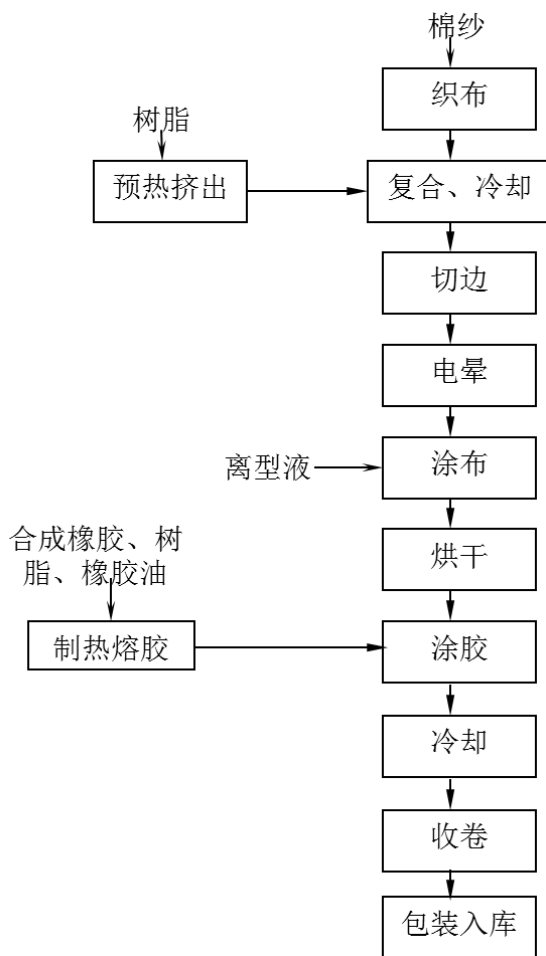 棉纱
织布
树脂
预热挤出
复合、冷却
切边
电晕
离型液
涂布
烘干
合成橡胶、树
脂、橡胶油
制热熔胶
涂胶
冷却
收卷
包装入库